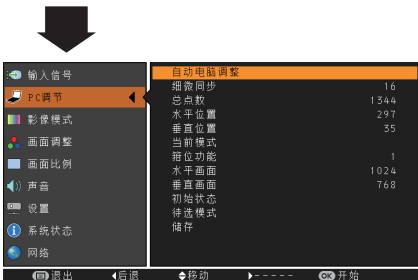 输入信号
PC调节
影像模式
画面调整
画面比例
声音
设置
系统状态
网络
自动电脑调整
细微同步 16
总点数 1344
水平位置 297
垂直位置 35
当前模式
箝位功能 1
水平画面 1024
垂直画面 768
初始状态
待选模式
储存
退出 后退 移动 ----- OK 开始